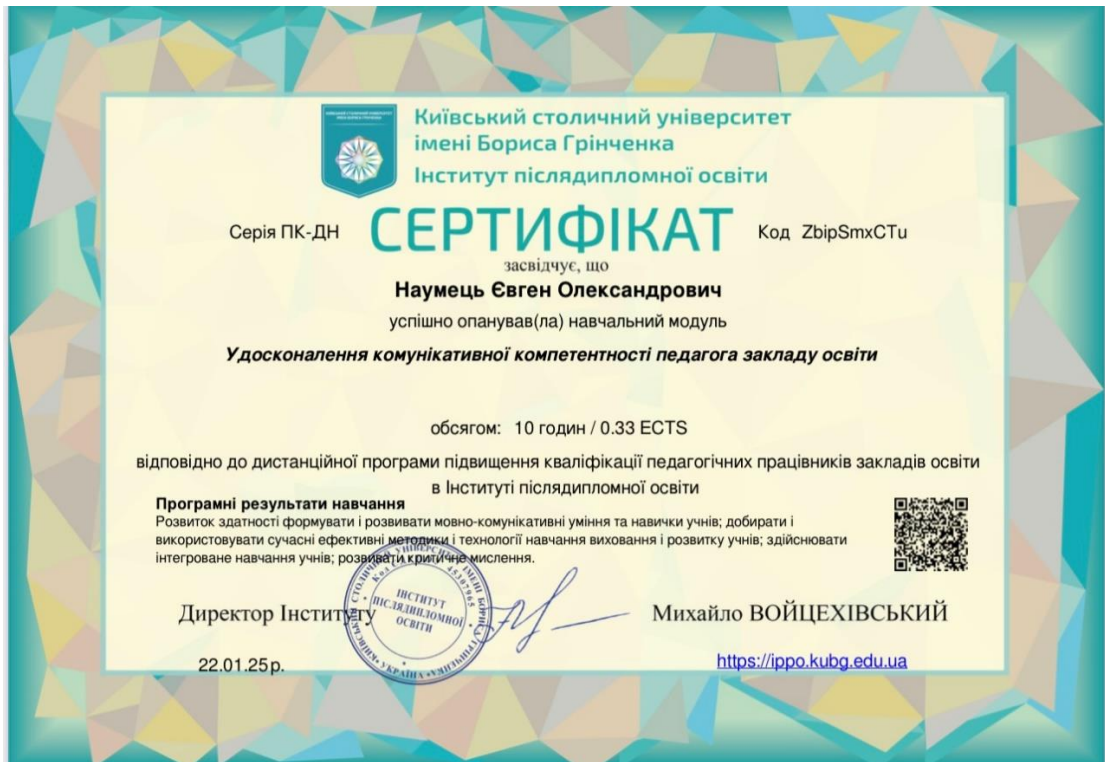 Київський столичний університет
імені Бориса Грінченка
Інститут післядипломної освіти
Серія ПК-ДН
СЕРТИФІКАТ
Код ZbipSmxCTu
засвідчує, що
Наумець Євген Олександрович
успішно опанував(ла) навчальний модуль
Удосконалення комунікативної компетентності педагога закладу освіти
обсягом: 10 годин / 0.33 ECTS
відповідно до дистанційної програми підвищення кваліфікації педагогічних працівників закладів освіти
в Інституті післядипломної освіти
Програмні результати навчання
Розвиток здатності формувати і розвивати мовно-комунікативні уміння та навички учнів; добирати і
використовувати сучасні ефективні методики і технології навчання виховання і розвитку учнів; здійснювати
інтегроване навчання учнів; розвивати критичне мислення.
Директор Інституту
ІНСТИТУТ
ПІСЛЯДИПЛОМНОЇ
ОСВІТИ
Михайло ВОЙЦЕХІВСЬКИЙ
22.01.25р.
https://ippo.kubg.edu.ua